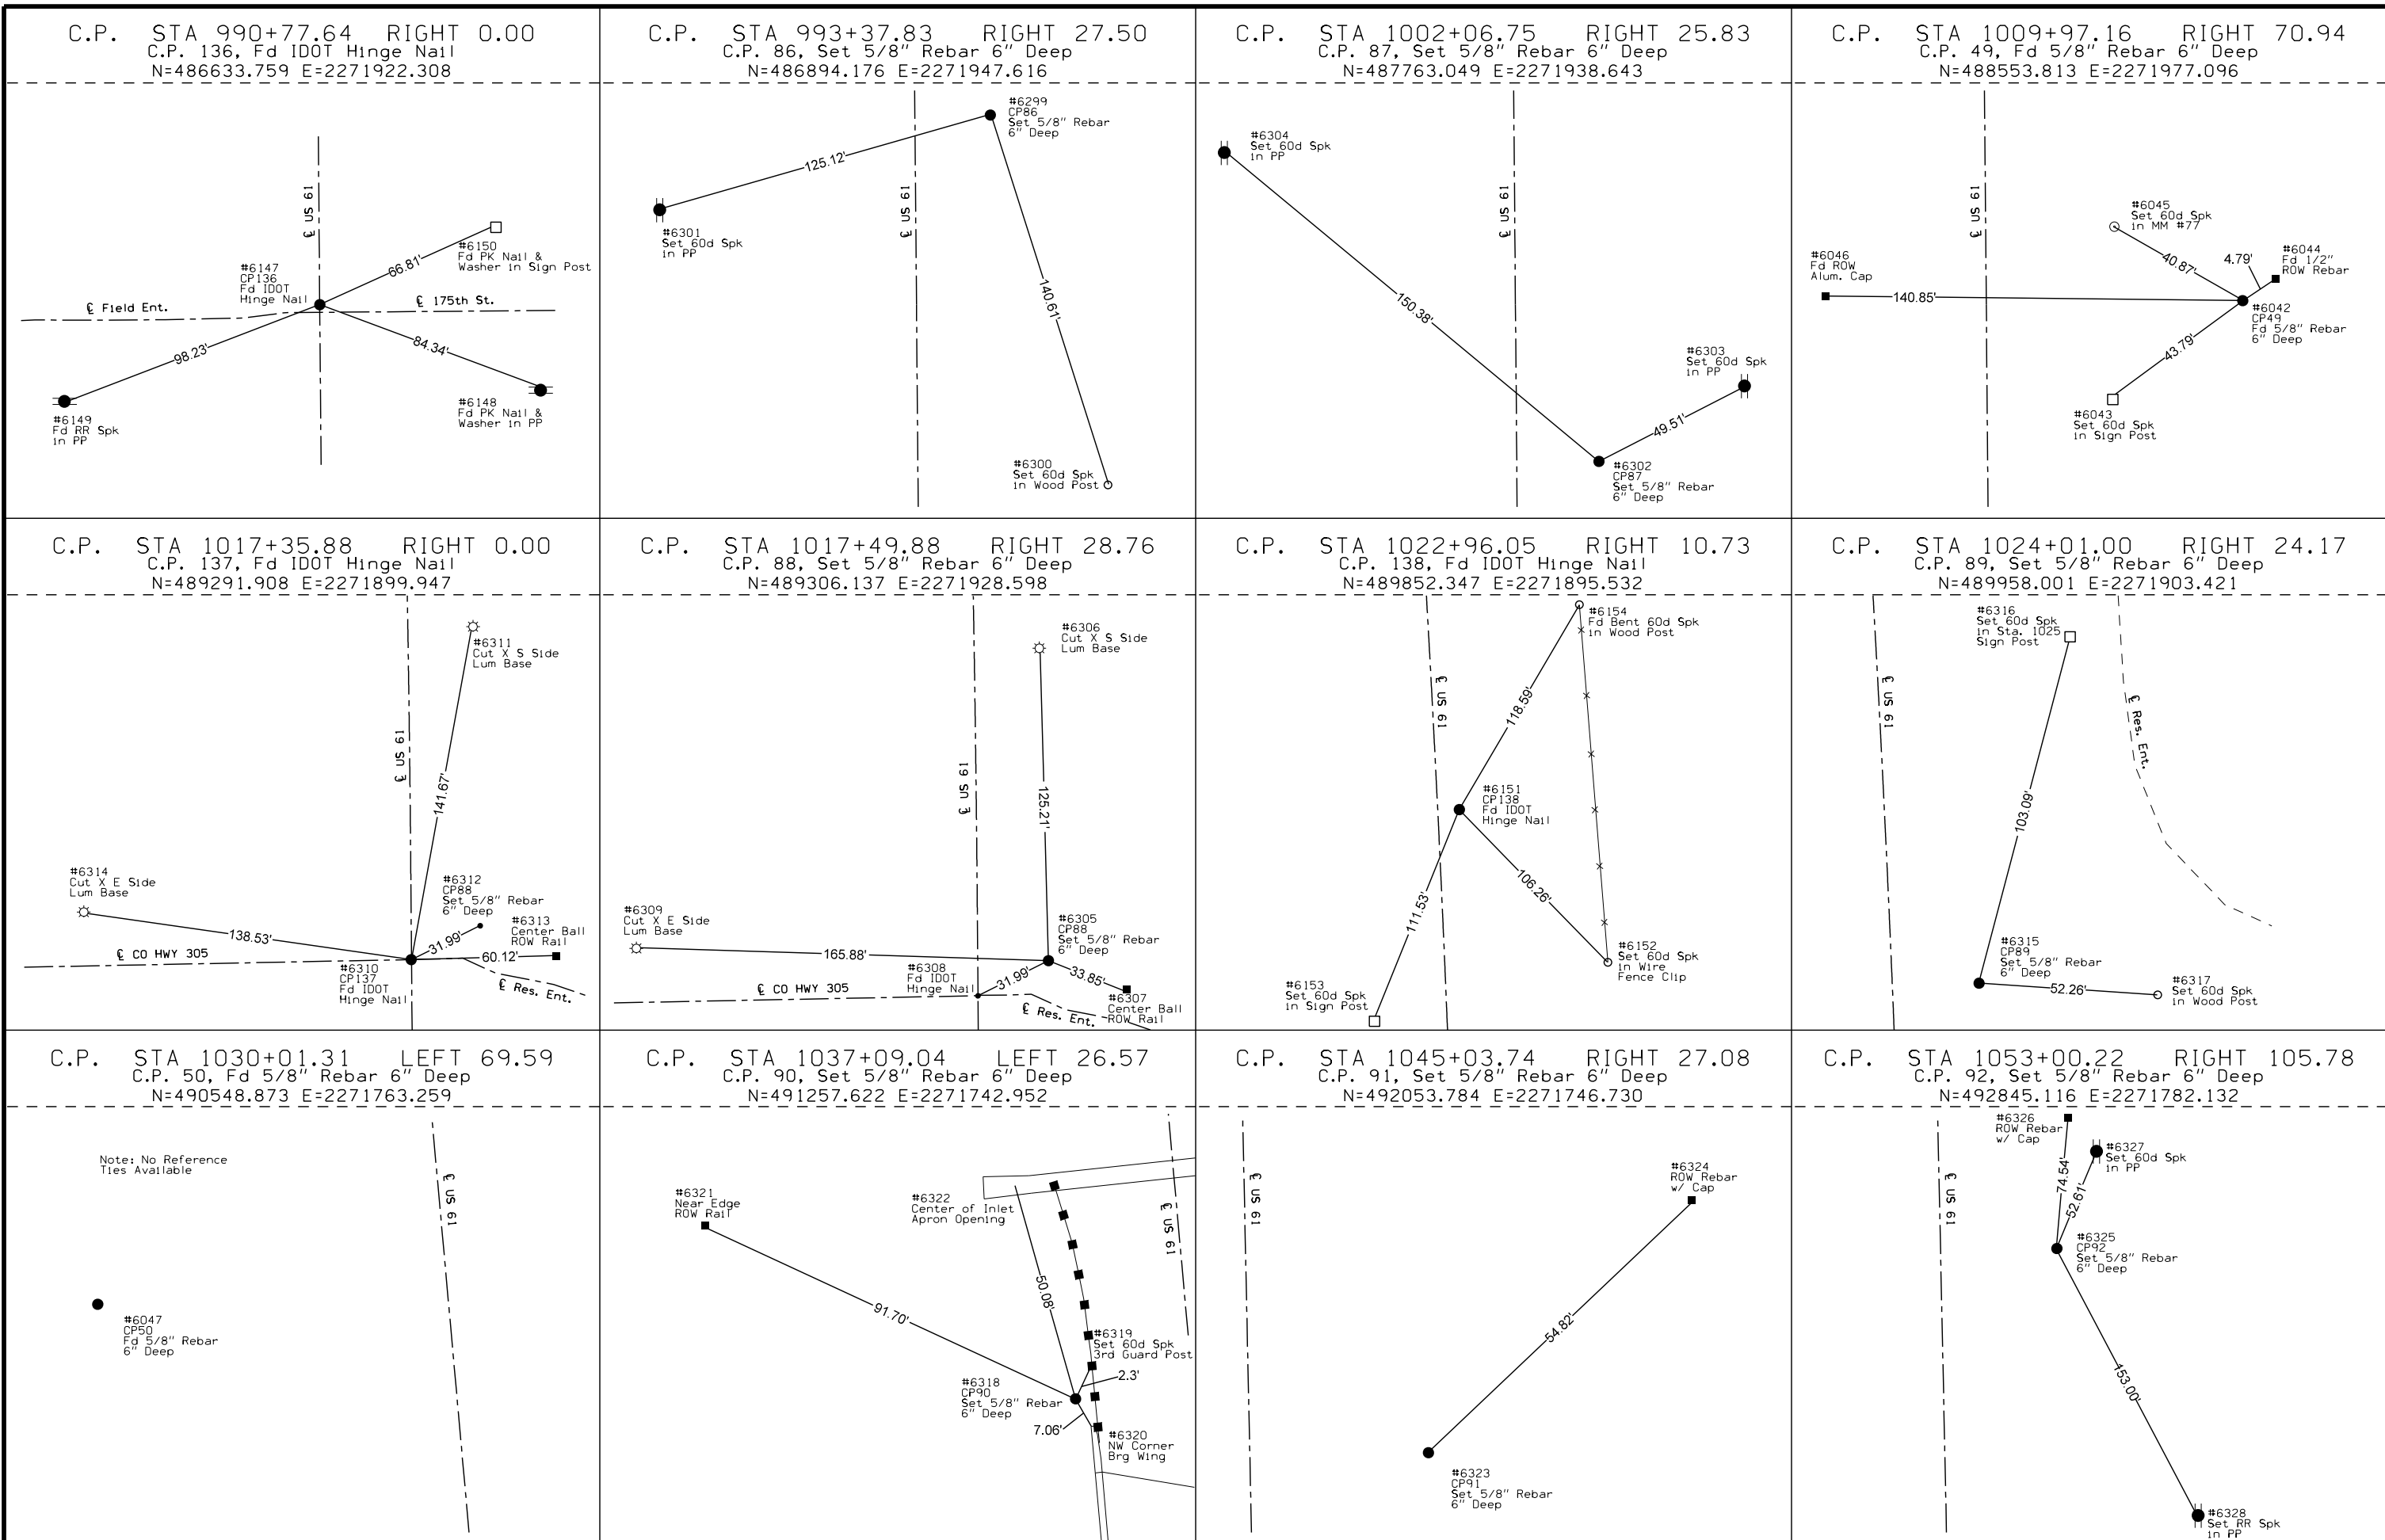 C.P. STA 990+77.64 RIGHT 0.00
C.P. 136, Fd IDOT Hinge Nail
N=486633.759 E=2271922.308
℄ US 61
#6150
Fd PK Nail &
Washer in Sign Post
66.81'
#6147
CP136
Fd IDOT
Hinge Nail
℄ Field Ent.
℄ 175th St.
98.23'
84.34'
#6149
Fd RR Spk
in PP
#6148
Fd PK Nail &
Washer in PP
C.P. STA 993+37.83 RIGHT 27.50
C.P. 86, Set 5/8" Rebar 6" Deep
N=486894.176 E=2271947.616
#6299
CP86
Set 5/8" Rebar
6" Deep
125.12'
℄ US 61
#6301
Set 60d Spk
in PP
140.61'
#6300
Set 60d Spk
in Wood Post
C.P. STA 1002+06.75 RIGHT 25.83
C.P. 87, Set 5/8" Rebar 6" Deep
N=487763.049 E=2271938.643
#6304
Set 60d Spk
in PP
℄ US 61
150.38'
#6303
Set 60d Spk
in PP
49.51'
#6302
CP87
Set 5/8" Rebar
6" Deep
C.P. STA 1009+97.16 RIGHT 70.94
C.P. 49, Fd 5/8" Rebar 6" Deep
N=488553.813 E=2271977.096
℄ US 61
#6045
Set 60d Spk
in MM #77
#6046
Fd ROW
Alum. Cap
#6044
Fd 1/2"
ROW Rebar
40.87'
4.79'
140.85'
#6042
CP49
Fd 5/8" Rebar
6" Deep
43.79'
#6043
Set 60d Spk
in Sign Post
C.P. STA 1017+35.88 RIGHT 0.00
C.P. 137, Fd IDOT Hinge Nail
N=489291.908 E=2271899.947
#6311
Cut X S Side
Lum Base
℄ US 61
141.67'
#6314
Cut X E Side
Lum Base
#6312
CP88
Set 5/8" Rebar
6" Deep
#6313
Center Ball
ROW Rail
138.53'
31.99'
60.12'
℄ CO HWY 305
#6310
CP137
Fd IDOT
Hinge Nail
℄ Res. Ent.
C.P. STA 1017+49.88 RIGHT 28.76
C.P. 88, Set 5/8" Rebar 6" Deep
N=489306.137 E=2271928.598
#6306
Cut X S Side
Lum Base
℄ US 61
125.21'
#6309
Cut X E Side
Lum Base
#6305
CP88
Set 5/8" Rebar
6" Deep
165.88'
#6308
Fd IDOT
Hinge Nail
31.99'
33.85'
℄ CO HWY 305
℄ Res. Ent.
#6307
Center Ball
ROW Rail
C.P. STA 1022+96.05 RIGHT 10.73
C.P. 138, Fd IDOT Hinge Nail
N=489852.347 E=2271895.532
#6154
Fd Bent 60d Spk
in Wood Post
℄ US 61
118.59'
#6151
CP138
Fd IDOT
Hinge Nail
111.53'
106.26'
#6152
Set 60d Spk
in Wire
Fence Clip
#6153
Set 60d Spk
in Sign Post
C.P. STA 1024+01.00 RIGHT 24.17
C.P. 89, Set 5/8" Rebar 6" Deep
N=489958.001 E=2271903.421
#6316
Set 60d Spk
in Sta. 1025
Sign Post
℄ US 61
℄ Res. Ent.
103.09'
#6315
CP89
Set 5/8" Rebar
6" Deep
52.26'
#6317
Set 60d Spk
in Wood Post
C.P. STA 1030+01.31 LEFT 69.59
C.P. 50, Fd 5/8" Rebar 6" Deep
N=490548.873 E=2271763.259
Note: No Reference
Ties Available
℄ US 61
#6047
CP50
Fd 5/8" Rebar
6" Deep
C.P. STA 1037+09.04 LEFT 26.57
C.P. 90, Set 5/8" Rebar 6" Deep
N=491257.622 E=2271742.952
#6321
Near Edge
ROW Rail
#6322
Center of Inlet
Apron Opening
℄ US 61
50.08'
91.70'
#6319
Set 60d Spk
3rd Guard Post
2.3'
#6318
CP90
Set 5/8" Rebar
6" Deep
7.06'
#6320
NW Corner
Brg Wing
C.P. STA 1045+03.74 RIGHT 27.08
C.P. 91, Set 5/8" Rebar 6" Deep
N=492053.784 E=2271746.730
℄ US 61
#6324
ROW Rebar
w/ Cap
54.82'
#6323
CP91
Set 5/8" Rebar
6" Deep
C.P. STA 1053+00.22 RIGHT 105.78
C.P. 92, Set 5/8" Rebar 6" Deep
N=492845.116 E=2271782.132
#6326
ROW Rebar
w/ Cap
#6327
Set 60d Spk
in PP
℄ US 61
74.54'
52.61'
#6325
CP92
Set 5/8" Rebar
6" Deep
153.00'
#6328
Set RR Spk
in PP